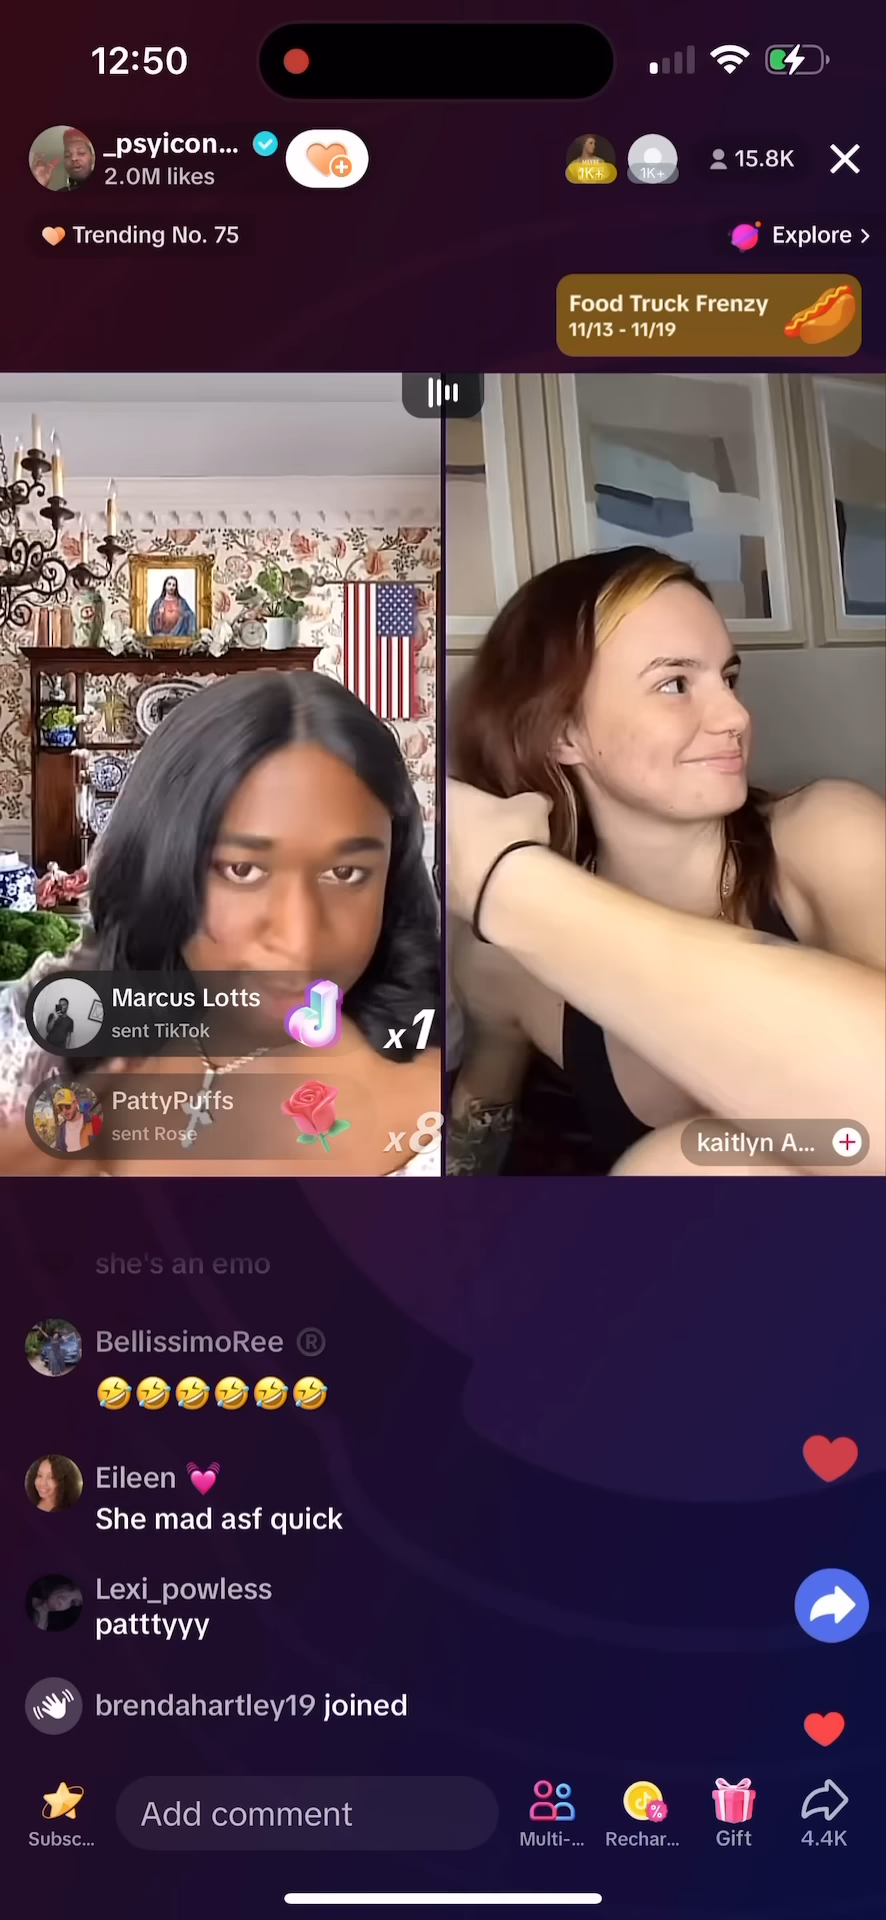 12:50
_psyicon...
2.0M likes
1K+
1K+
15.8K
Trending No. 75
Explore >
Food Truck Frenzy
11/13 - 11/19
Marcus Lotts
sent TikTok
x1
PattyPuffs
sent Rose
x8
kaitlyn A...
she's an emo
BellissimoRee ®
🤣🤣🤣🤣🤣🤣
Eileen 💓
She mad asf quick
Lexi_powless
patttyyy
brendahartley19 joined
Subsc...
Add comment
Multi-...
Rechar...
Gift
4.4K